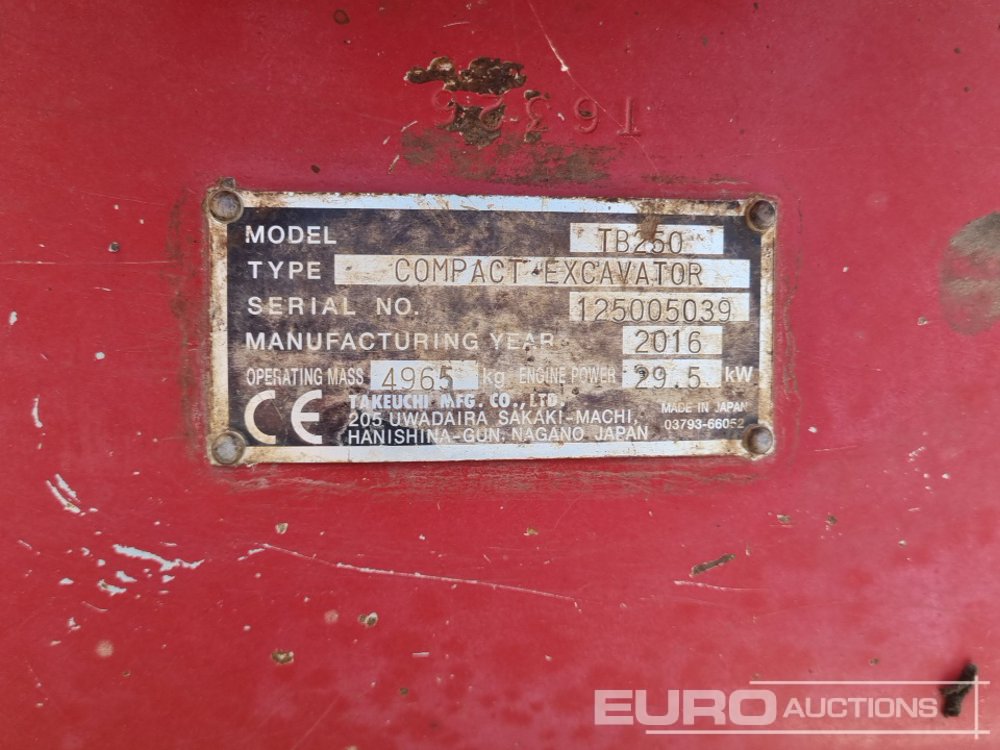 MODEL TB250
TYPE COMPACT EXCAVATOR
SERIAL NO. 125005039
MANUFACTURING YEAR 2016
OPERATING MASS 4965 kg ENGINE POWER 29.5 kW
CE TAKEUCHI MFG. CO., LTD.
205 UWADAIRA SAKAKI-MACHI, MADE IN JAPAN
HANISHINA-GUN, NAGANO JAPAN 03793-66052
EURO AUCTIONS